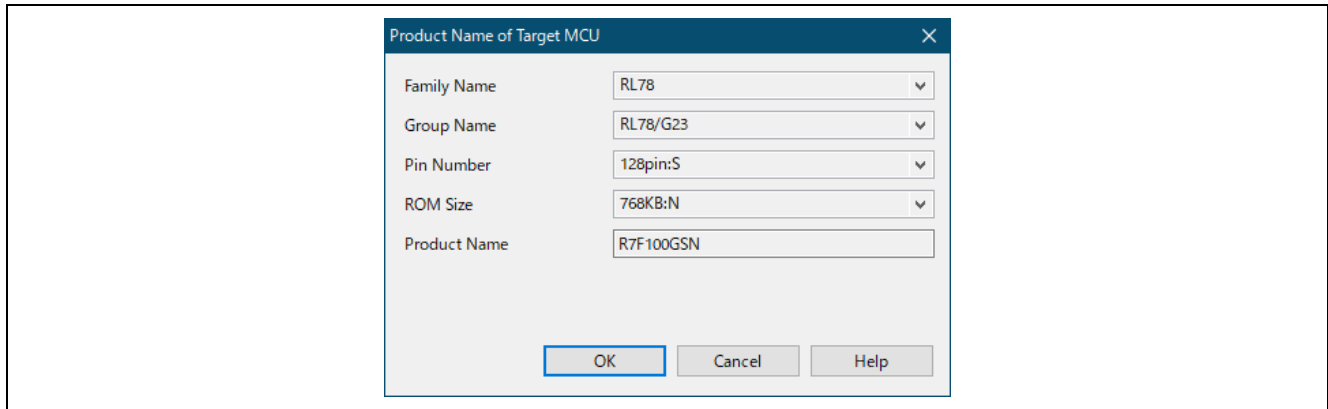 Product Name of Target MCU
Family Name RL78
Group Name RL78/G23
Pin Number 128pin:S
ROM Size 768KB:N
Product Name R7F100GSN
OK Cancel Help